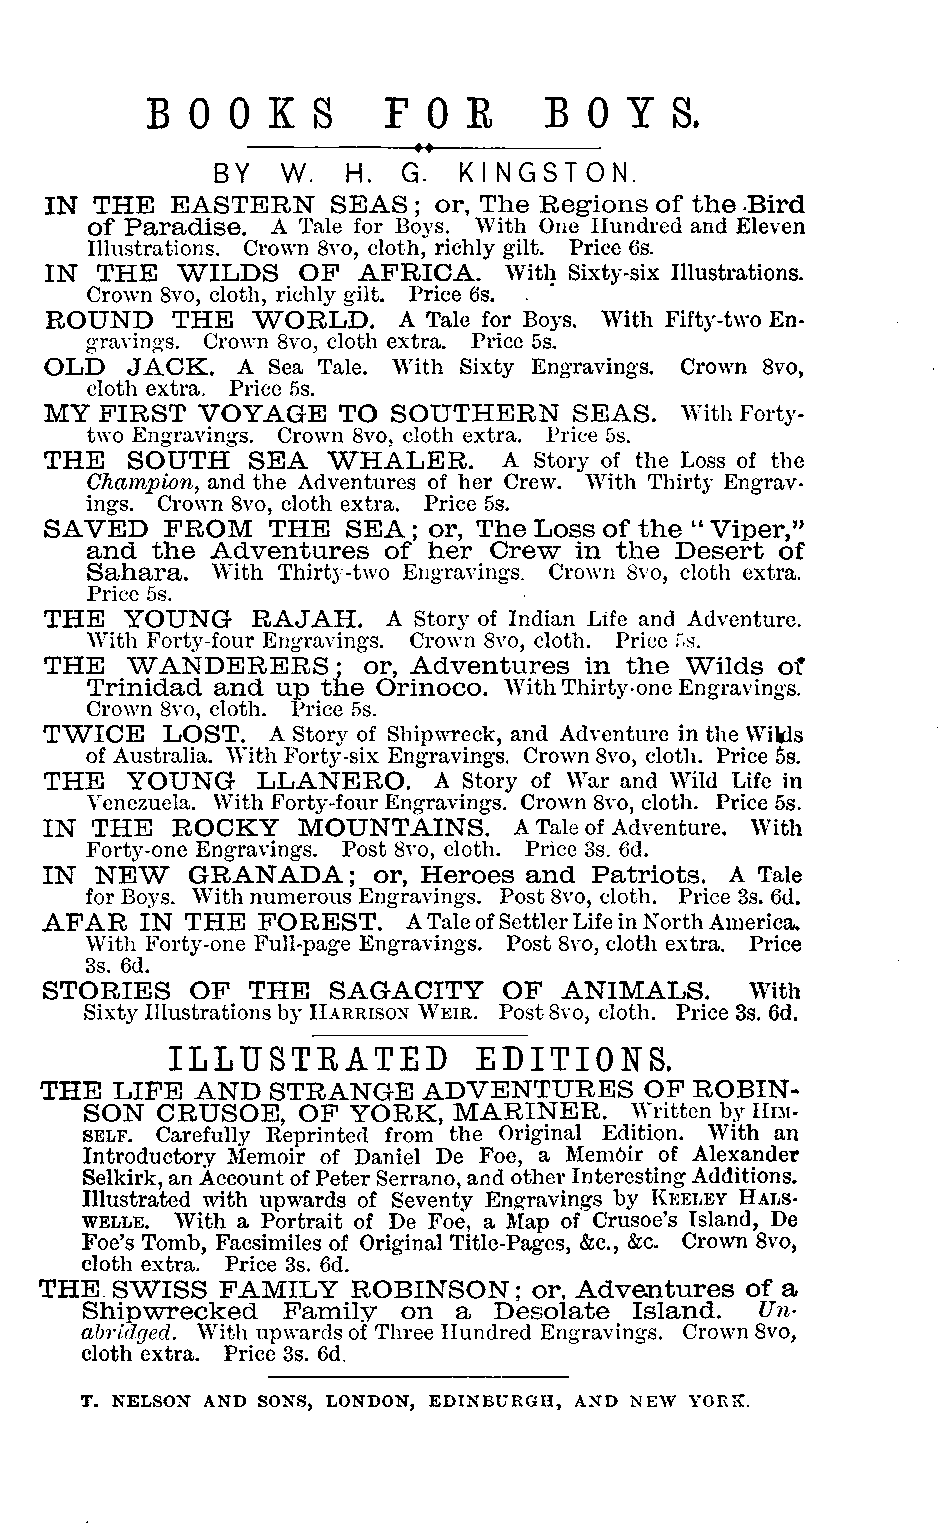 BOOKS FOR BOYS.
BY W. H. G. KINGSTON.
IN THE EASTERN SEAS; or, The Regions of the Bird
of Paradise. A Tale for Boys. With One Hundred and Eleven
Illustrations. Crown 8vo, cloth, richly gilt. Price 6s.
IN THE WILDS OF AFRICA. With Sixty-six Illustrations.
Crown 8vo, cloth, richly gilt. Price 6s.
ROUND THE WORLD. A Tale for Boys. With Fifty-two En-
gravings. Crown 8vo, cloth extra. Price 5s.
OLD JACK. A Sea Tale. With Sixty Engravings. Crown 8vo,
cloth extra. Price 5s.
MY FIRST VOYAGE TO SOUTHERN SEAS. With Forty-
two Engravings. Crown 8vo, cloth extra. Price 5s.
THE SOUTH SEA WHALER. A Story of the Loss of the
Champion, and the Adventures of her Crew. With Thirty Engrav-
ings. Crown 8vo, cloth extra. Price 5s.
SAVED FROM THE SEA; or, The Loss of the "Viper,"
and the Adventures of her Crew in the Desert of
Sahara. With Thirty-two Engravings. Crown 8vo, cloth extra.
Price 5s.
THE YOUNG RAJAH. A Story of Indian Life and Adventure.
With Forty-four Engravings. Crown 8vo, cloth. Price 5s.
THE WANDERERS; or, Adventures in the Wilds of
Trinidad and up the Orinoco. With Thirty-one Engravings.
Crown 8vo, cloth. Price 5s.
TWICE LOST. A Story of Shipwreck, and Adventure in the Wilds
of Australia. With Forty-six Engravings. Crown 8vo, cloth. Price 5s.
THE YOUNG LLANERO. A Story of War and Wild Life in
Venezuela. With Forty-four Engravings. Crown 8vo, cloth. Price 5s.
IN THE ROCKY MOUNTAINS. A Tale of Adventure. With
Forty-one Engravings. Post 8vo, cloth. Price 3s. 6d.
IN NEW GRANADA; or, Heroes and Patriots. A Tale
for Boys. With numerous Engravings. Post 8vo, cloth. Price 3s. 6d.
AFAR IN THE FOREST. A Tale of Settler Life in North America.
With Forty-one Full-page Engravings. Post 8vo, cloth extra. Price
3s. 6d.
STORIES OF THE SAGACITY OF ANIMALS. With
Sixty Illustrations by HARRISON WEIR. Post 8vo, cloth. Price 3s. 6d.
ILLUSTRATED EDITIONS.
THE LIFE AND STRANGE ADVENTURES OF ROBIN-
SON CRUSOE, OF YORK, MARINER. Written by HIM-
SELF. Carefully Reprinted from the Original Edition. With an
Introductory Memoir of Daniel De Foe, a Memoir of Alexander
Selkirk, an Account of Peter Serrano, and other Interesting Additions.
Illustrated with upwards of Seventy Engravings by KEELEY HALS-
WELLE. With a Portrait of De Foe, a Map of Crusoe's Island, De
Foe's Tomb, Facsimiles of Original Title-Pages, &c., &c. Crown 8vo,
cloth extra. Price 3s. 6d.
THE SWISS FAMILY ROBINSON; or, Adventures of a
Shipwrecked Family on a Desolate Island. Un-
abridged. With upwards of Three Hundred Engravings. Crown 8vo,
cloth extra. Price 3s. 6d.
T. NELSON AND SONS, LONDON, EDINBURGH, AND NEW YORK.